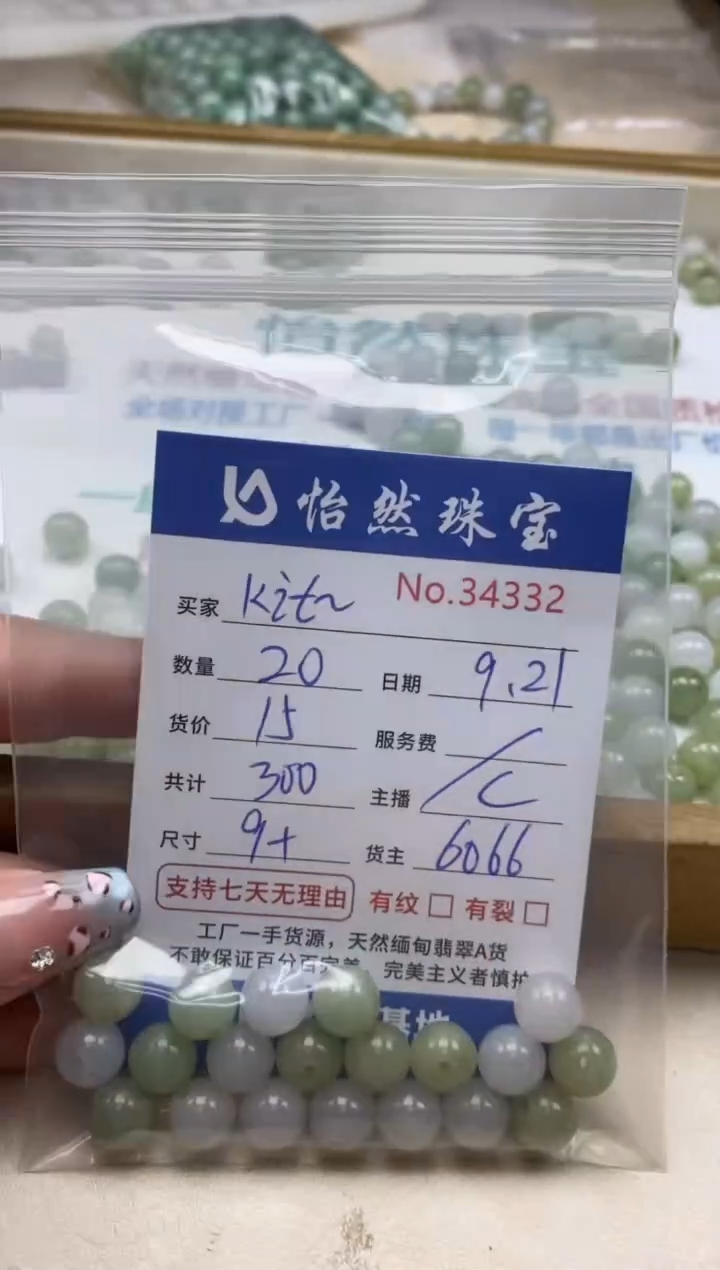 怡然珠宝
买家 Kitz No.34332
数量 20 日期 9.21
货价 15 服务费 /
共计 300 主播 C
尺寸 9+ 货主 6066
支持七天无理由 有纹 □ 有裂 □
工厂一手货源，天然缅甸翡翠A货
不敢保证百分百完美，完美主义者慎拍
基地